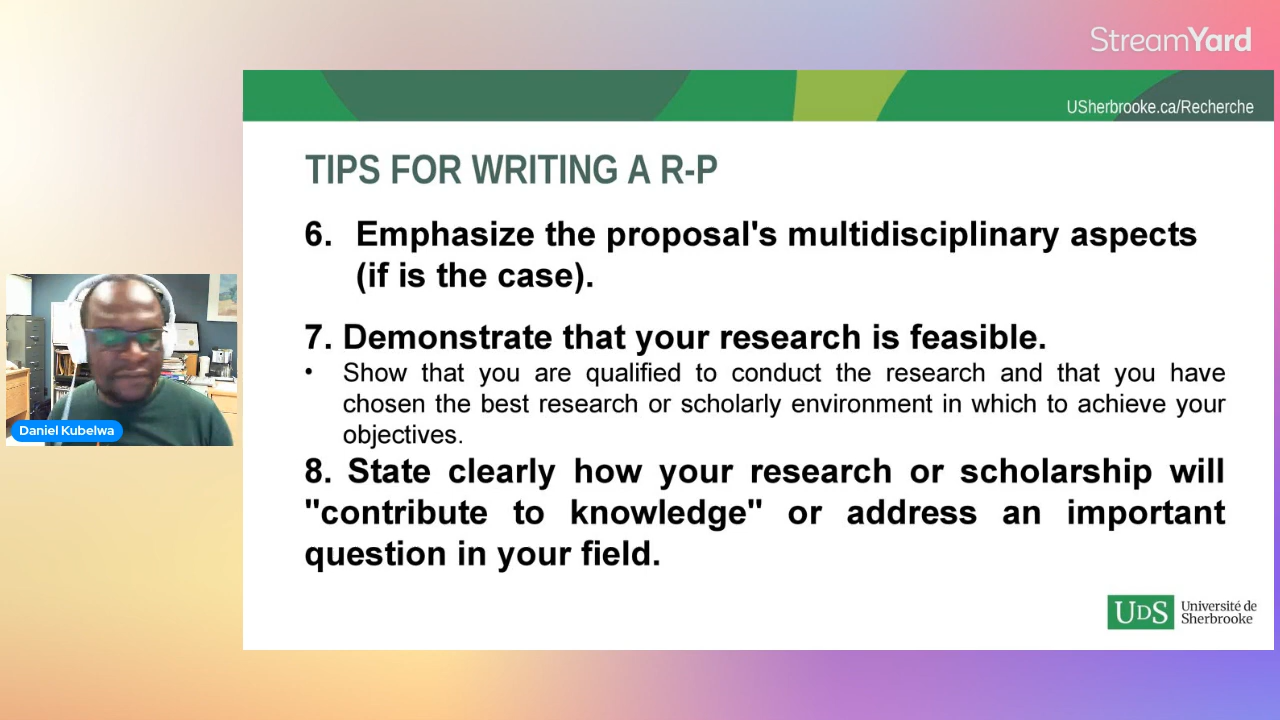 StreamYard
USherbrooke.ca/Recherche
TIPS FOR WRITING A R-P
6. Emphasize the proposal's multidisciplinary aspects
(if is the case).
7. Demonstrate that your research is feasible.
• Show that you are qualified to conduct the research and that you have
chosen the best research or scholarly environment in which to achieve your
objectives.
8. State clearly how your research or scholarship will
"contribute to knowledge" or address an important
question in your field.
Daniel Kubelwa
UDS Université de
Sherbrooke